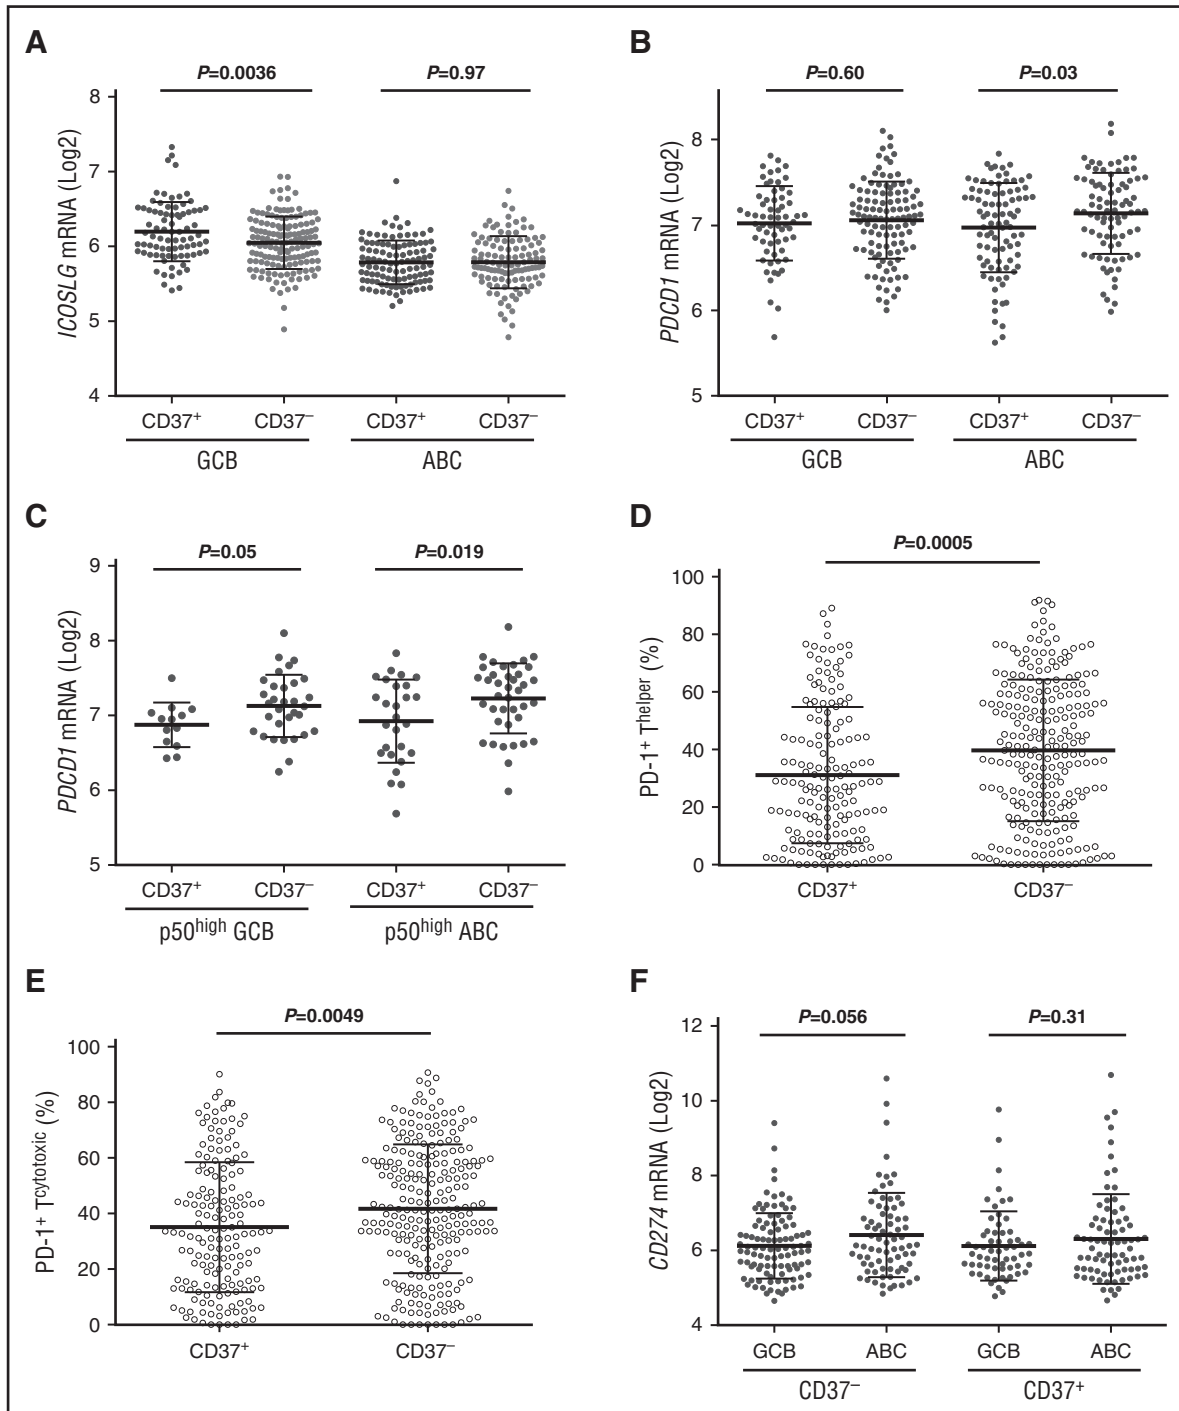 A
P=0.0036
P=0.97
ICOSLG mRNA (Log2)
8
7
6
5
4
CD37⁺
CD37⁻
CD37⁺
CD37⁻
GCB
ABC
B
P=0.60
P=0.03
PDCD1 mRNA (Log2)
8
7
6
5
CD37⁺
CD37⁻
CD37⁺
CD37⁻
GCB
ABC
C
P=0.05
P=0.019
PDCD1 mRNA (Log2)
9
8
7
6
5
CD37⁺
CD37⁻
CD37⁺
CD37⁻
p50ʰⁱᵍʰ GCB
p50ʰⁱᵍʰ ABC
D
P=0.0005
PD-1⁺ Tʰᵉˡᵖᵉʳ (%)
100
80
60
40
20
0
CD37⁺
CD37⁻
E
P=0.0049
PD-1⁺ Tᶜʸᵗᵒᵗᵒˣⁱᶜ (%)
100
80
60
40
20
0
CD37⁺
CD37⁻
F
P=0.056
P=0.31
CD274 mRNA (Log2)
12
10
8
6
4
GCB
ABC
GCB
ABC
CD37⁻
CD37⁺